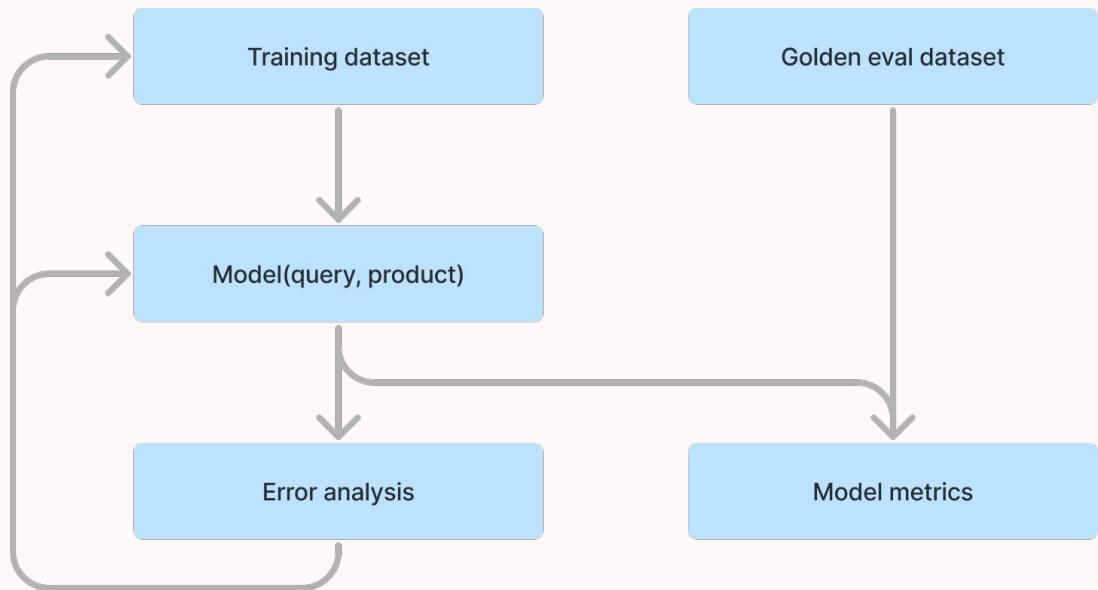 Training dataset
Golden eval dataset
Model(query, product)
Error analysis
Model metrics